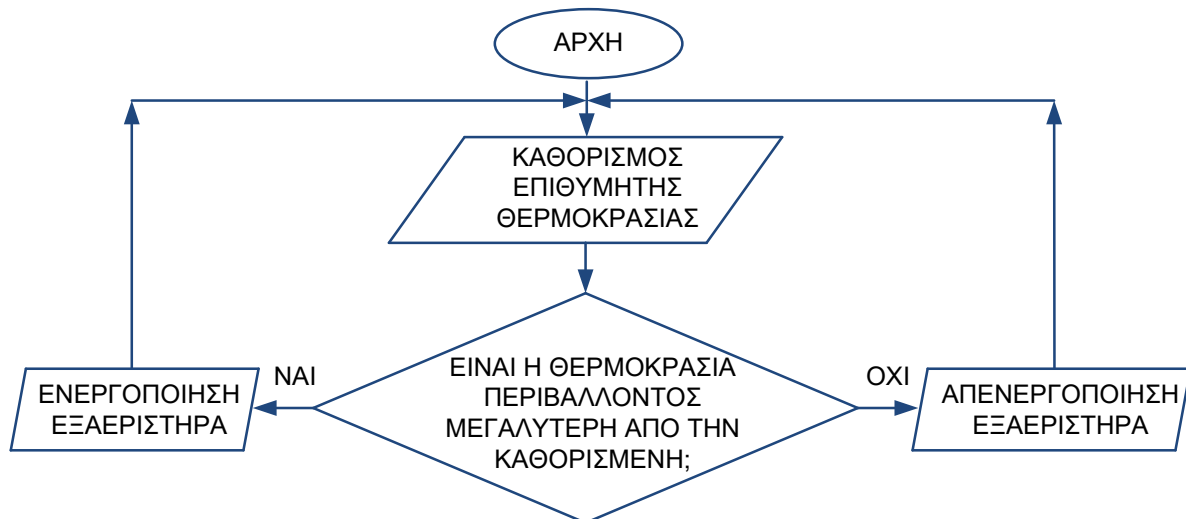 ΑΡΧΗ
ΚΑΘΟΡΙΣΜΟΣ
ΕΠΙΘΥΜΗΤΗΣ
ΘΕΡΜΟΚΡΑΣΙΑΣ
ΕΝΕΡΓΟΠΟΙΗΣΗ
ΕΞΑΕΡΙΣΤΗΡΑ
ΝΑΙ
ΕΙΝΑΙ Η ΘΕΡΜΟΚΡΑΣΙΑ
ΠΕΡΙΒΑΛΛΟΝΤΟΣ
ΜΕΓΑΛΥΤΕΡΗ ΑΠΟ ΤΗΝ
ΚΑΘΟΡΙΣΜΕΝΗ;
ΟΧΙ
ΑΠΕΝΕΡΓΟΠΟΙΗΣΗ
ΕΞΑΕΡΙΣΤΗΡΑ